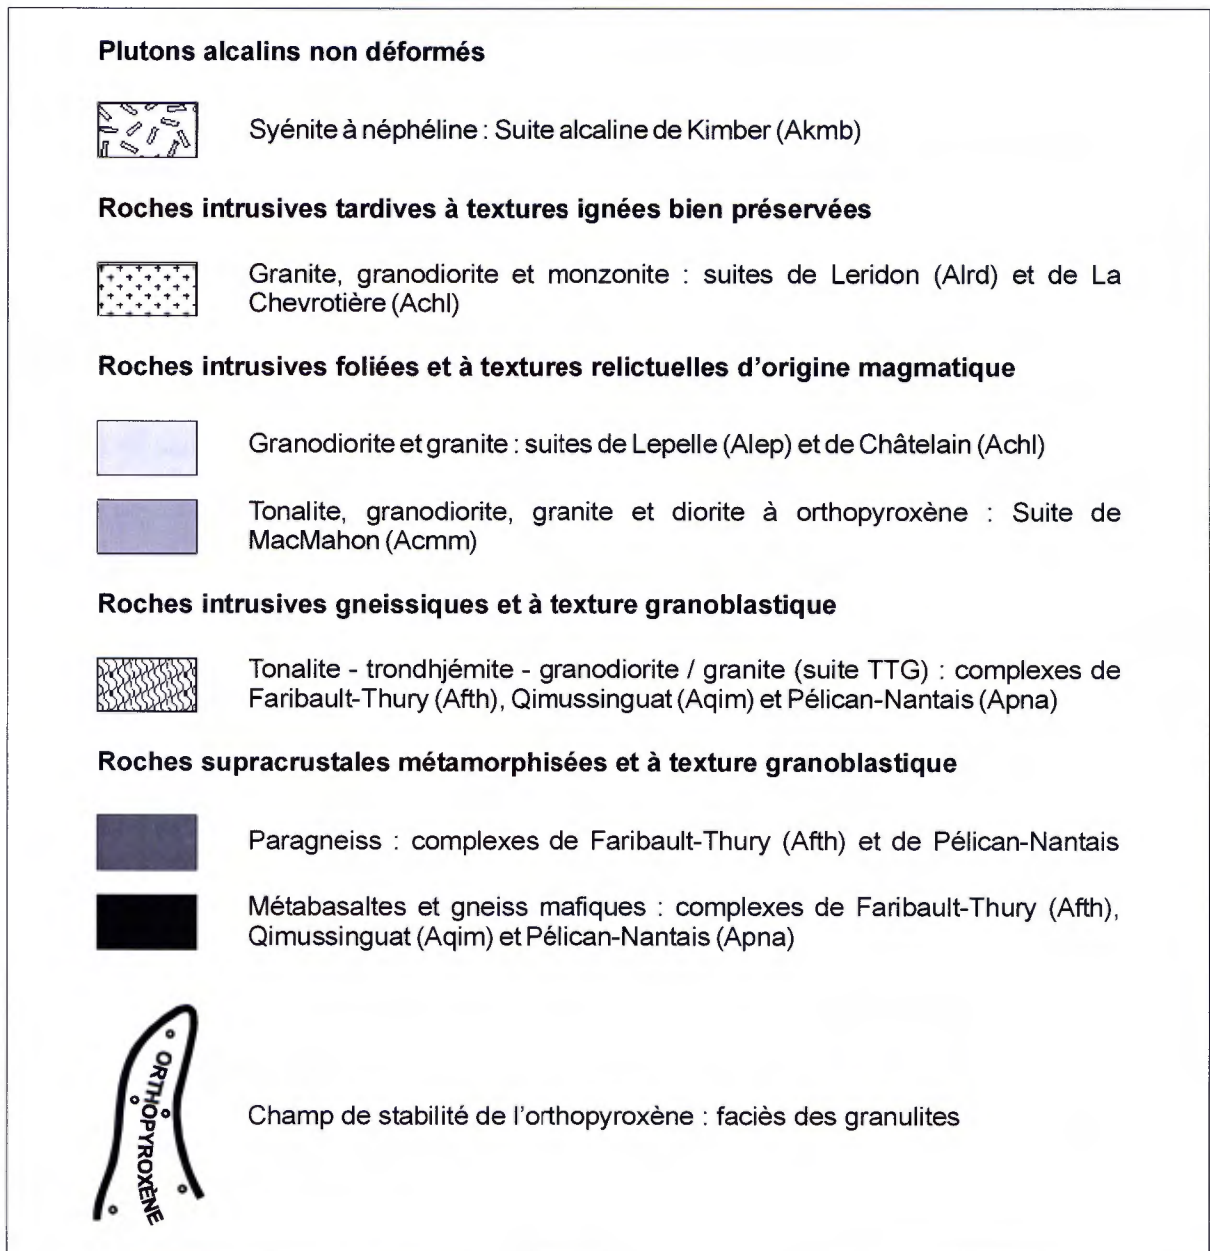 Plutons alcalins non déformés
Syénite à néphéline : Suite alcaline de Kimber (Akmb)
Roches intrusives tardives à textures ignées bien préservées
Granite, granodiorite et monzonite : suites de Leridon (Alrd) et de La
Chevrotière (Achl)
Roches intrusives foliées et à textures relictuelles d'origine magmatique
Granodiorite et granite : suites de Lepelle (Alep) et de Châtelain (Achl)
Tonalite, granodiorite, granite et diorite à orthopyroxène : Suite de
MacMahon (Acmm)
Roches intrusives gneissiques et à texture granoblastique
Tonalite - trondhjémite - granodiorite / granite (suite TTG) : complexes de
Faribault-Thury (Afth), Qimussinguat (Aqim) et Pélican-Nantais (Apna)
Roches supracrustales métamorphisées et à texture granoblastique
Paragneiss : complexes de Faribault-Thury (Afth) et de Pélican-Nantais
Métabasaltes et gneiss mafiques : complexes de Faribault-Thury (Afth),
Qimussinguat (Aqim) et Pélican-Nantais (Apna)
ORTHOPYROXÈNE
Champ de stabilité de l'orthopyroxène : faciès des granulites